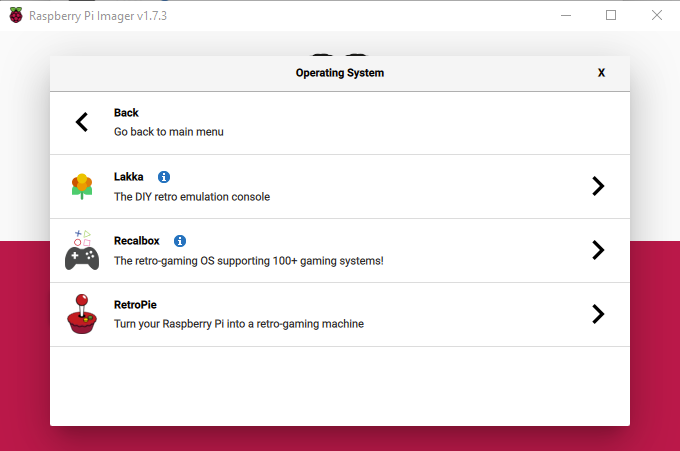 Raspberry Pi Imager v1.7.3
Operating System
X
Back
Go back to main menu
Lakka
The DIY retro emulation console
Recalbox
The retro-gaming OS supporting 100+ gaming systems!
RetroPie
Turn your Raspberry Pi into a retro-gaming machine